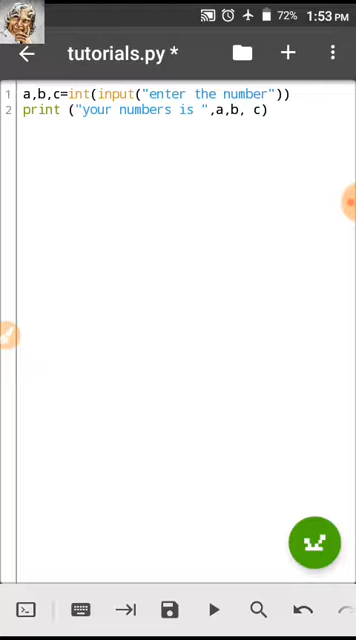 72% 1:53 PM
tutorials.py *
1 a,b,c=int(input("enter the number"))
2 print ("your numbers is ",a,b, c)